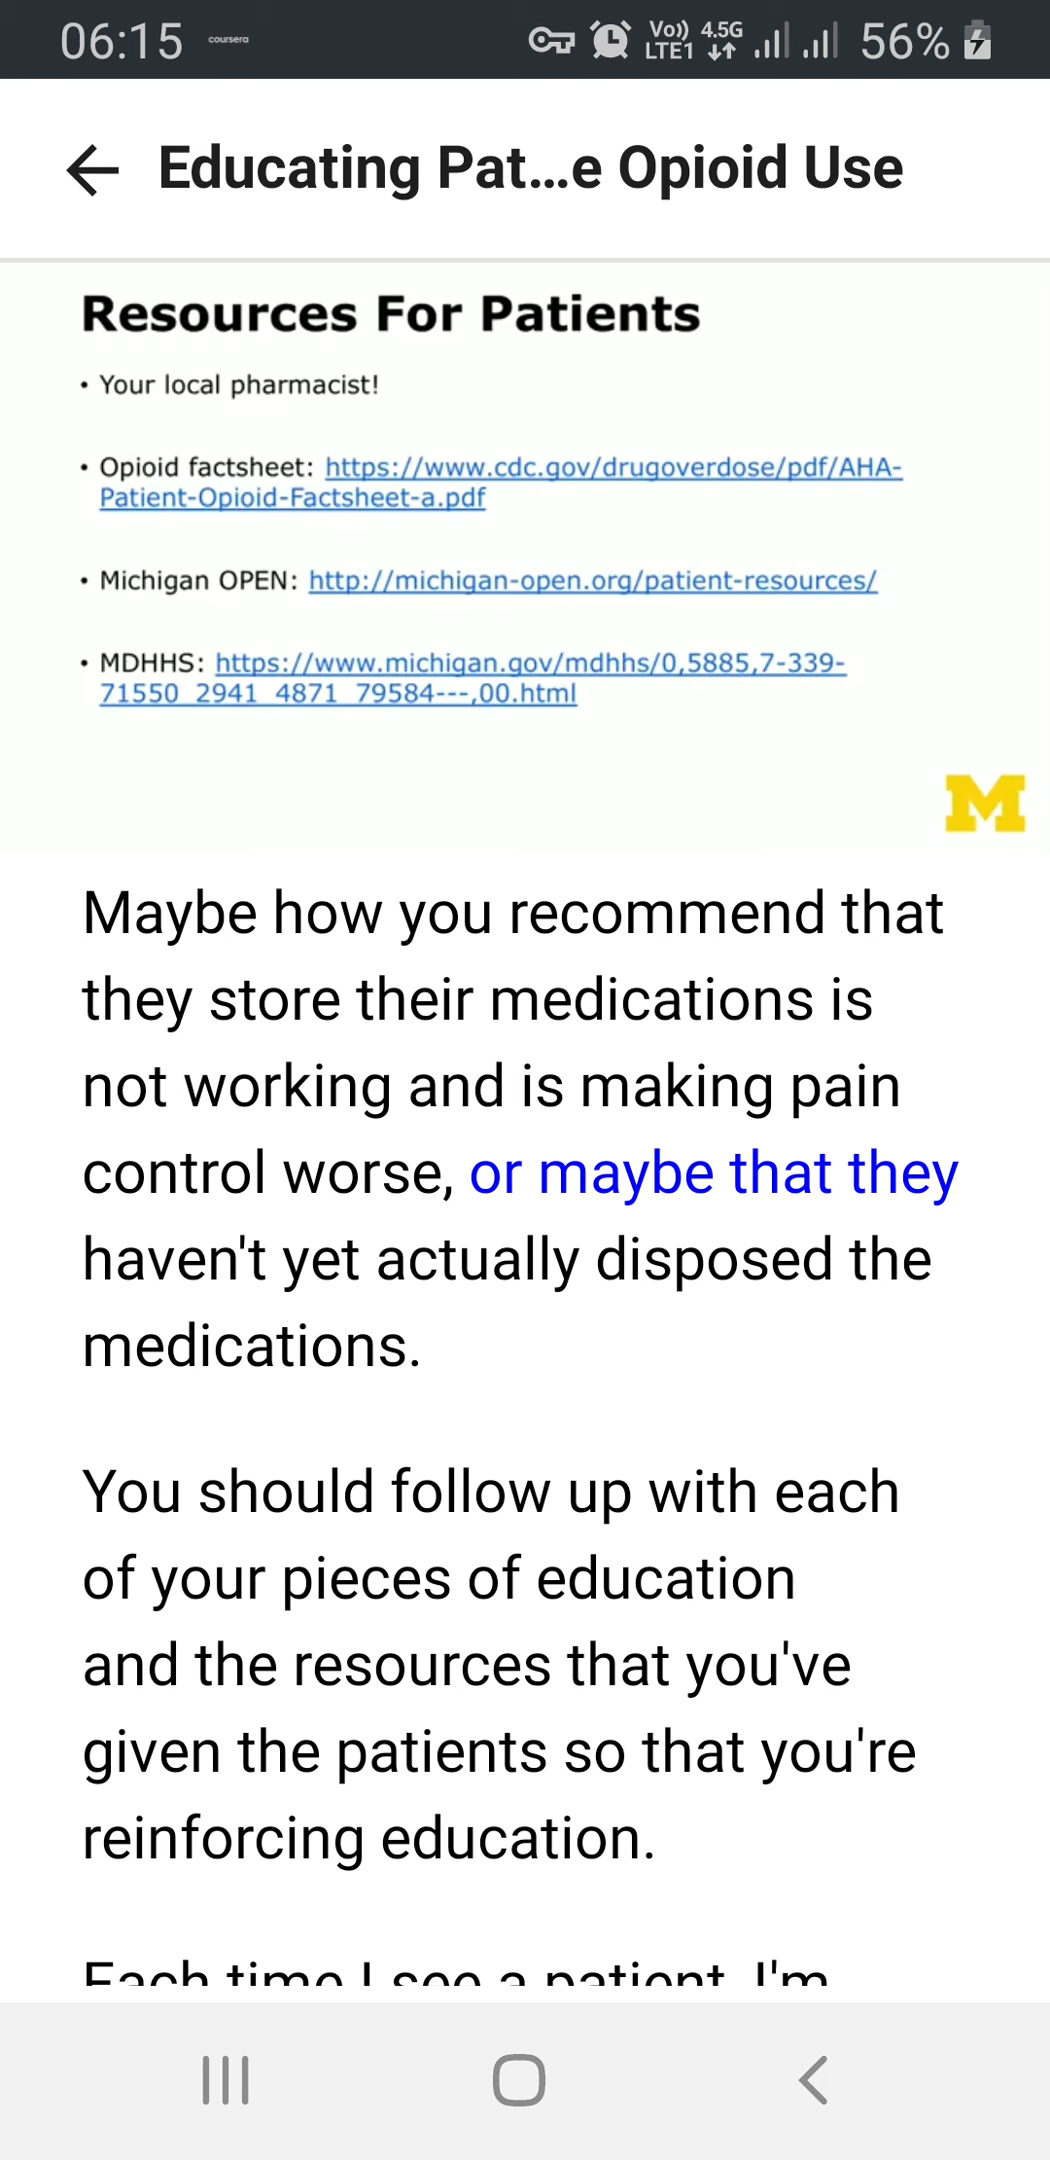 06:15 coursera Vo)) LTE1 4.5G 56%
Educating Pat...e Opioid Use
Resources For Patients
• Your local pharmacist!
• Opioid factsheet: https://www.cdc.gov/drugoverdose/pdf/AHA-
Patient-Opioid-Factsheet-a.pdf
• Michigan OPEN: http://michigan-open.org/patient-resources/
• MDHHS: https://www.michigan.gov/mdhhs/0,5885,7-339-
71550_2941_4871_79584---,00.html
M
Maybe how you recommend that
they store their medications is
not working and is making pain
control worse, or maybe that they
haven't yet actually disposed the
medications.
You should follow up with each
of your pieces of education
and the resources that you've
given the patients so that you're
reinforcing education.
Each time I see a patient, I'm